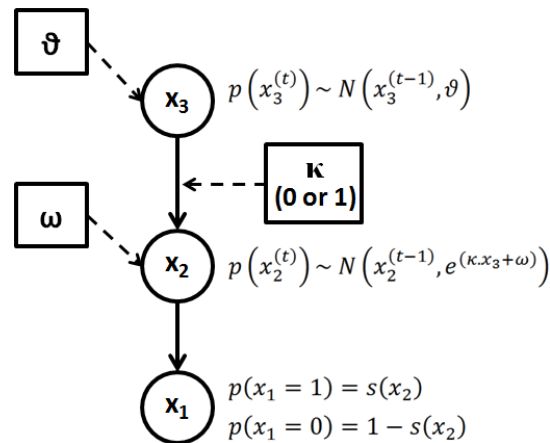 ϑ
x₃ p(x₃^(t)) ~ N(x₃^(t−1), ϑ)
κ
(0 or 1)
ω
x₂ p(x₂^(t)) ~ N(x₂^(t−1), e^(κ.x₃+ω))
x₁ p(x₁ = 1) = s(x₂)
p(x₁ = 0) = 1 − s(x₂)